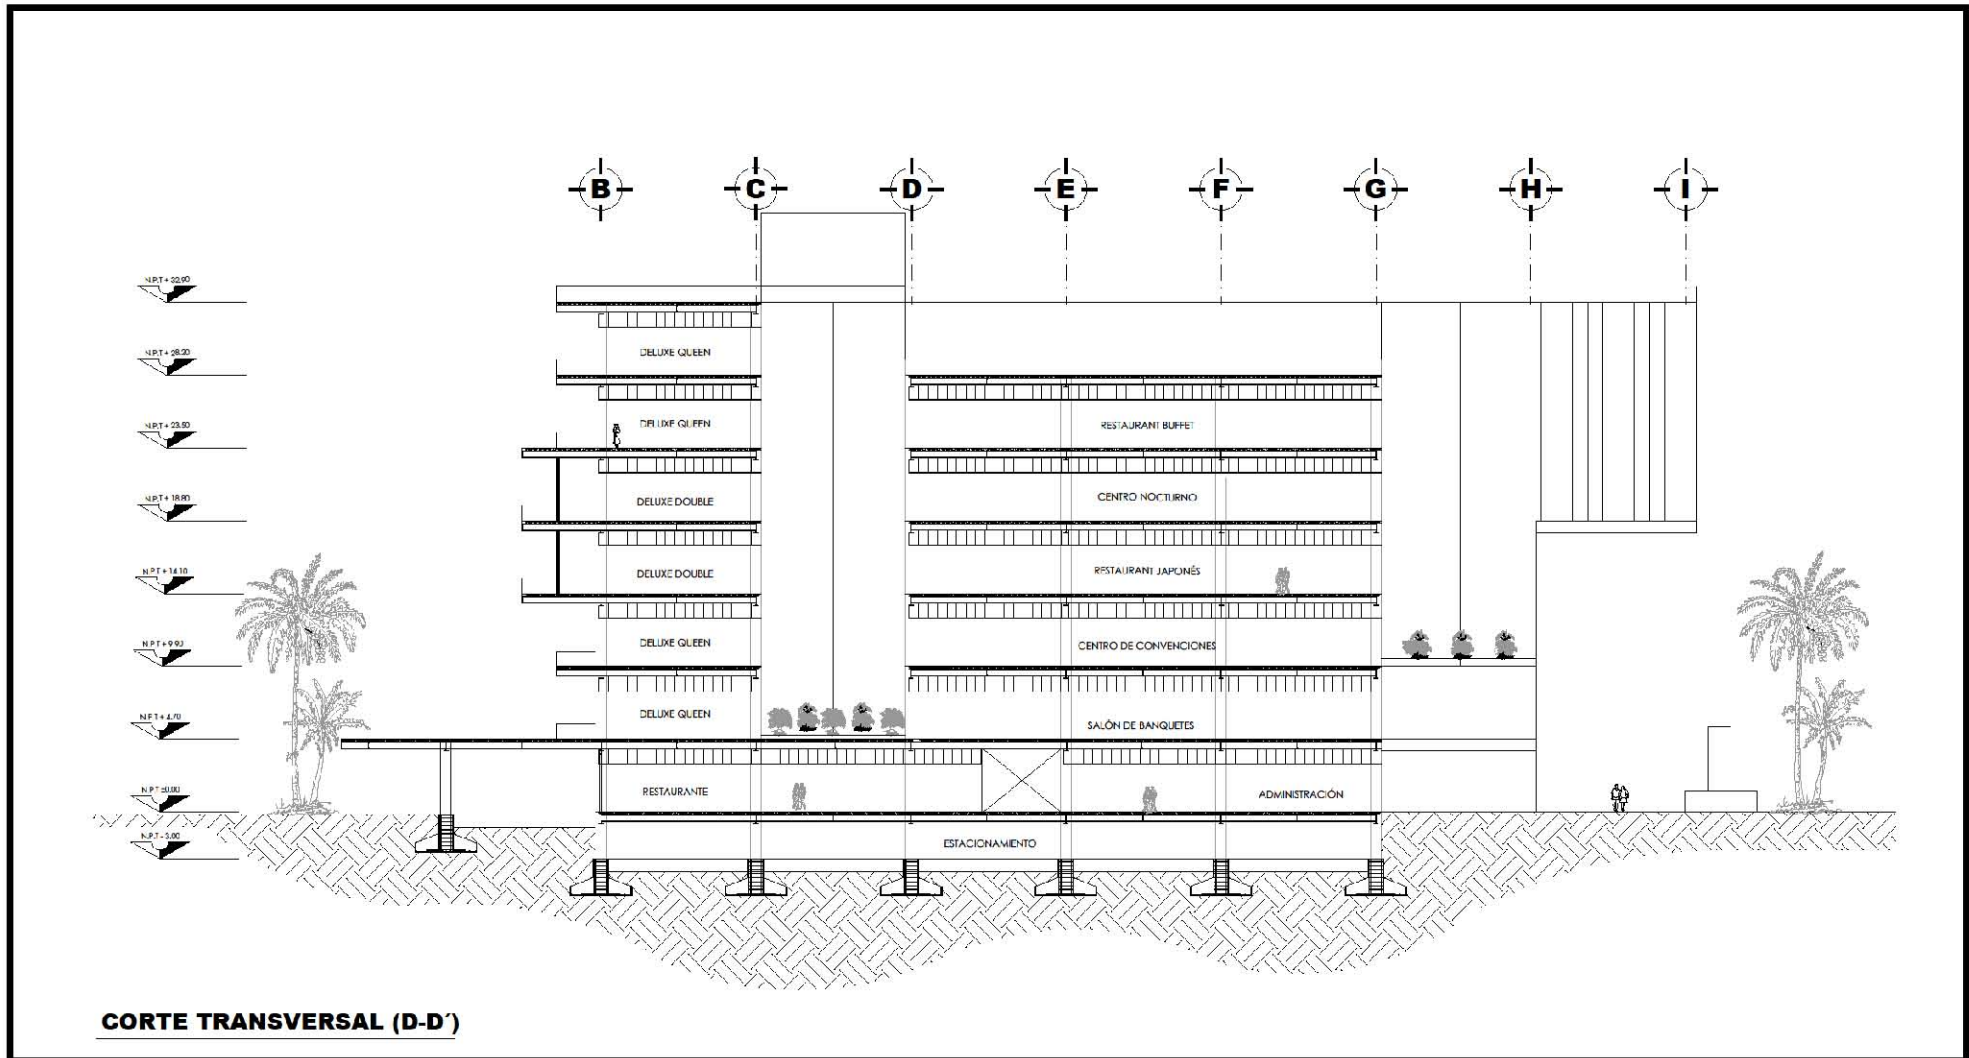 B C D E F G H I
N.P.T + 32.90
N.P.T + 28.20
DELUXE QUEEN
N.P.T + 23.50
DELUXE QUEEN
RESTAURANT BUFFET
N.P.T + 18.80
DELUXE DOUBLE
CENTRO NOCTURNO
N.P.T + 14.10
DELUXE DOUBLE
RESTAURANT JAPONÉS
DELUXE QUEEN
CENTRO DE CONVENCIONES
N.P.T + 4.70
DELUXE QUEEN
SALÓN DE BANQUETES
N.P.T ±0.00
RESTAURANTE
ADMINISTRACIÓN
N.P.T - 3.00
ESTACIONAMIENTO
CORTE TRANSVERSAL (D-D´)